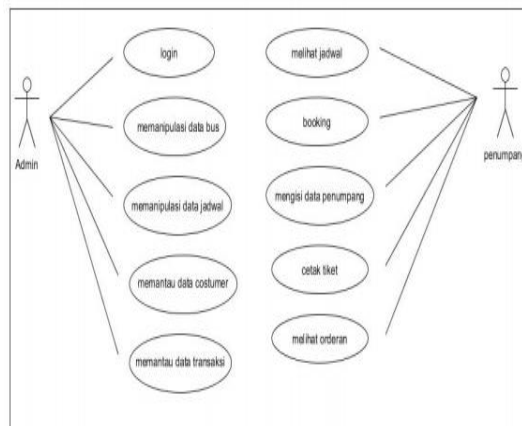 login
memanipulasi data bus
memanipulasi data jadwal
memantau data costumer
memantau data transaksi
Admin
melihat jadwal
booking
mengisi data penumpang
cetak tiket
melihat orderan
penumpang